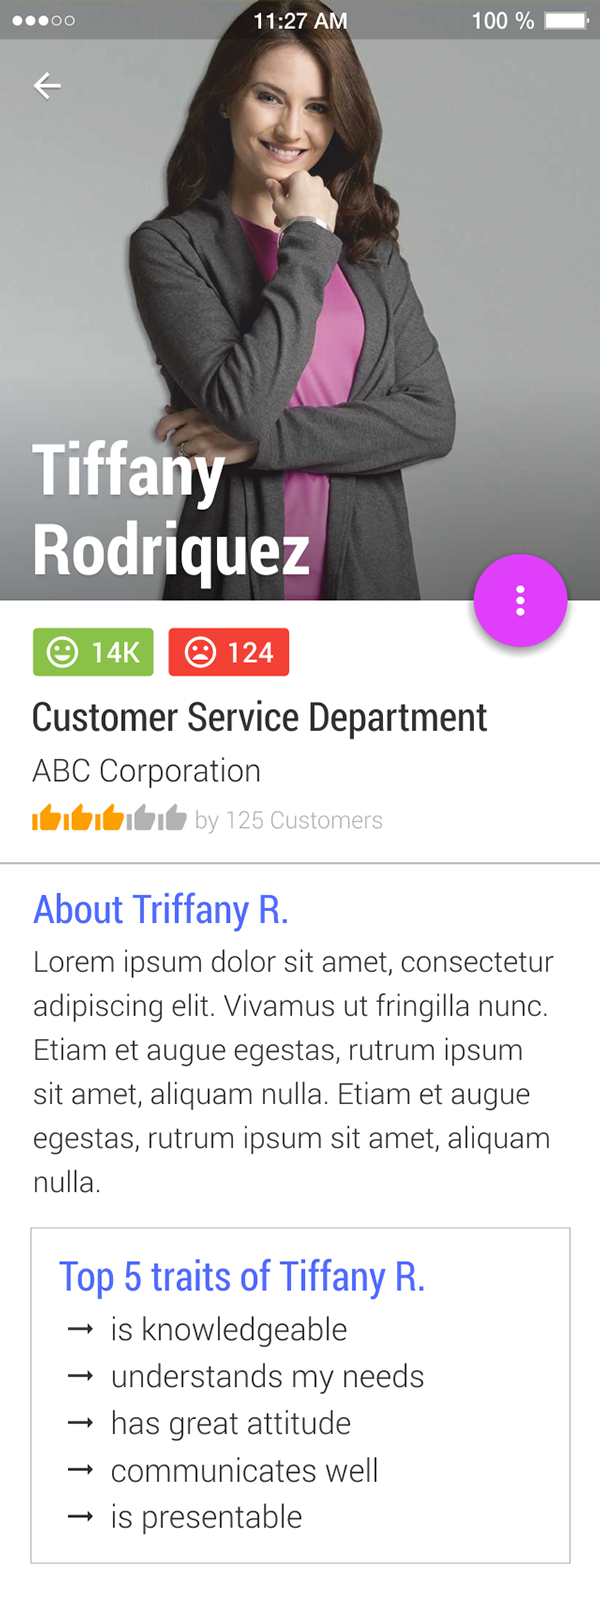 11:27 AM 100 %
Tiffany
Rodriquez
14K 124
Customer Service Department
ABC Corporation
by 125 Customers
About Triffany R.
Lorem ipsum dolor sit amet, consectetur
adipiscing elit. Vivamus ut fringilla nunc.
Etiam et augue egestas, rutrum ipsum
sit amet, aliquam nulla. Etiam et augue
egestas, rutrum ipsum sit amet, aliquam
nulla.
Top 5 traits of Tiffany R.
→ is knowledgeable
→ understands my needs
→ has great attitude
→ communicates well
→ is presentable